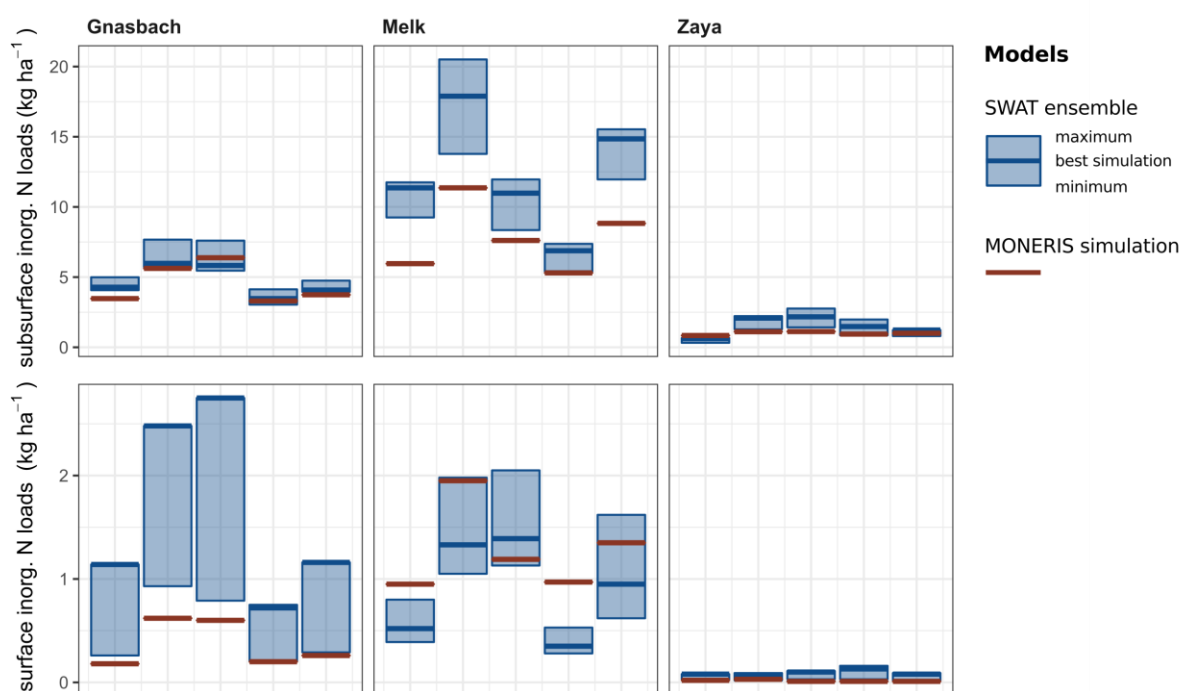 Gnasbach
Melk
Zaya
subsurface inorg. N loads (kg ha⁻¹ )
20
15
10
5
0
surface inorg. N loads (kg ha⁻¹ )
2
1
0
Models
SWAT ensemble
maximum
best simulation
minimum
MONERIS simulation